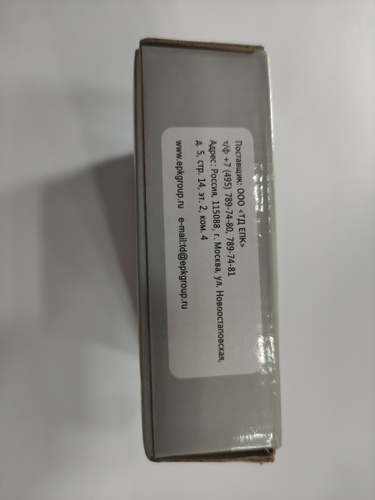 Поставщик: ООО «ТД ЕПК»
т/ф +7 (495) 789-74-80, 789-74-81
Адрес: Россия, 115088, г. Москва, ул. Новоостаповская,
д. 5, стр. 14, эт. 2, ком. 4
www.epkgroup.ru e-mail:td@epkgroup.ru